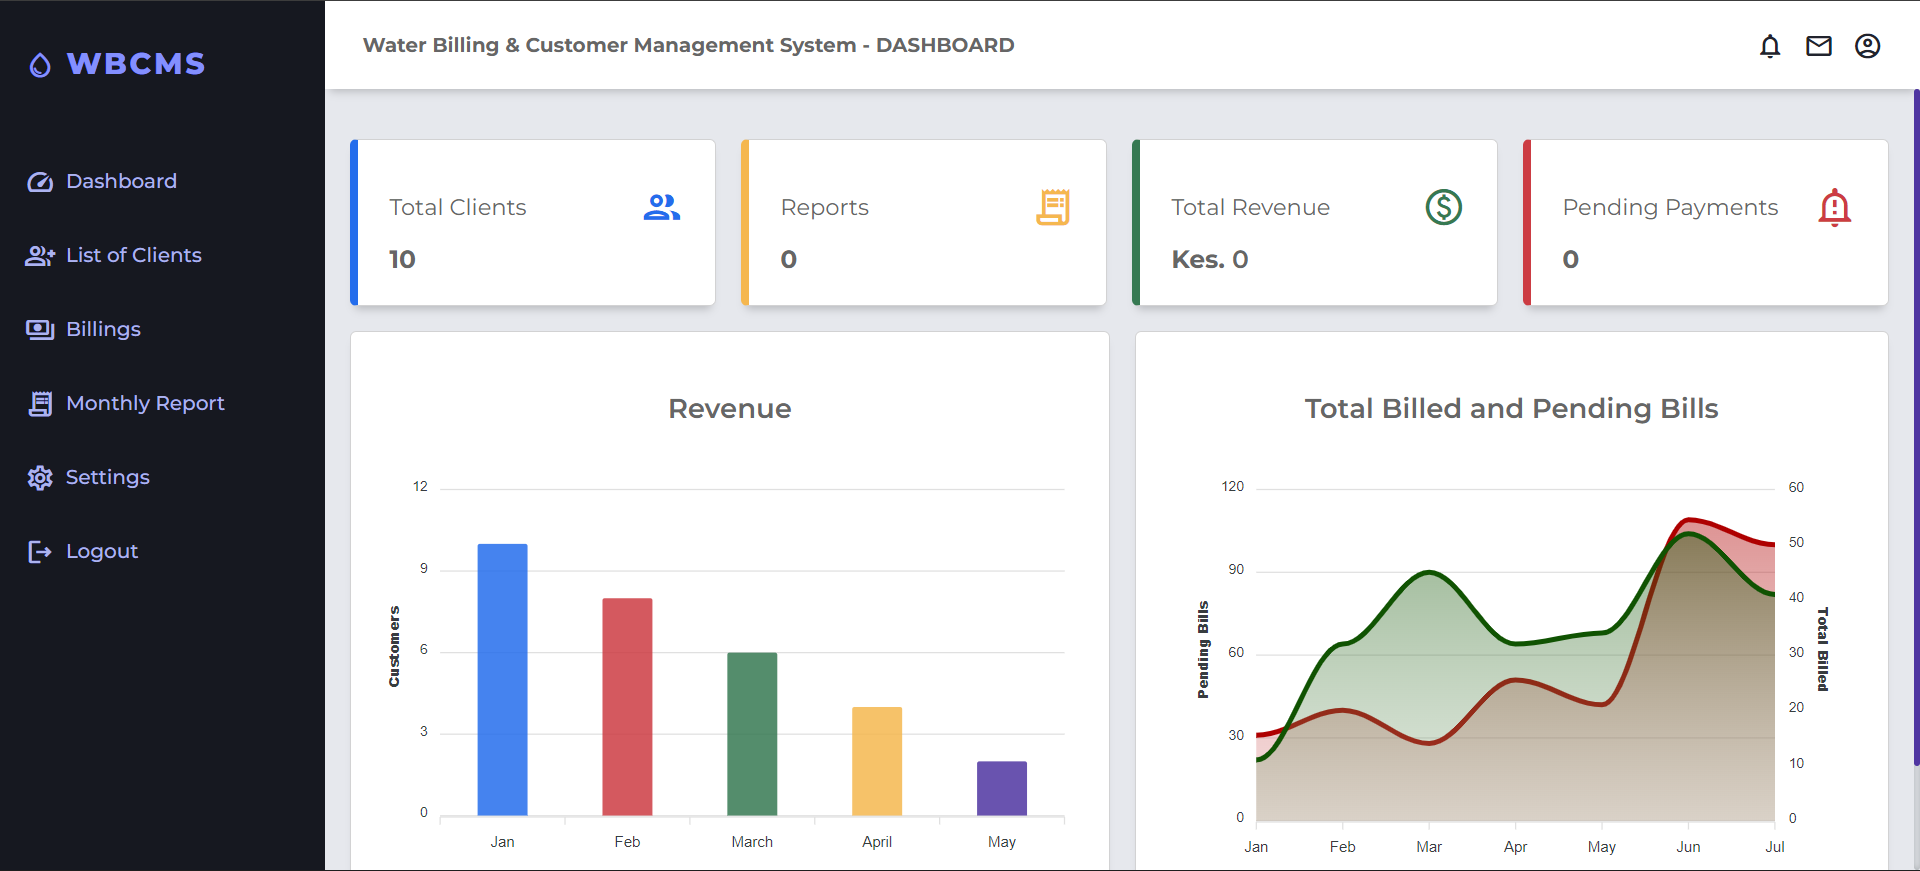 WBCMS
Dashboard
List of Clients
Billings
Monthly Report
Settings
Logout
Water Billing & Customer Management System - DASHBOARD
Total Clients
10
Reports
0
Total Revenue
Kes. 0
Pending Payments
0
Revenue
Customers
12
9
6
3
0
Jan Feb March April May
Total Billed and Pending Bills
Pending Bills
120
90
60
30
0
60
50
40
30
20
10
0
Total Billed
Jan Feb Mar Apr May Jun Jul